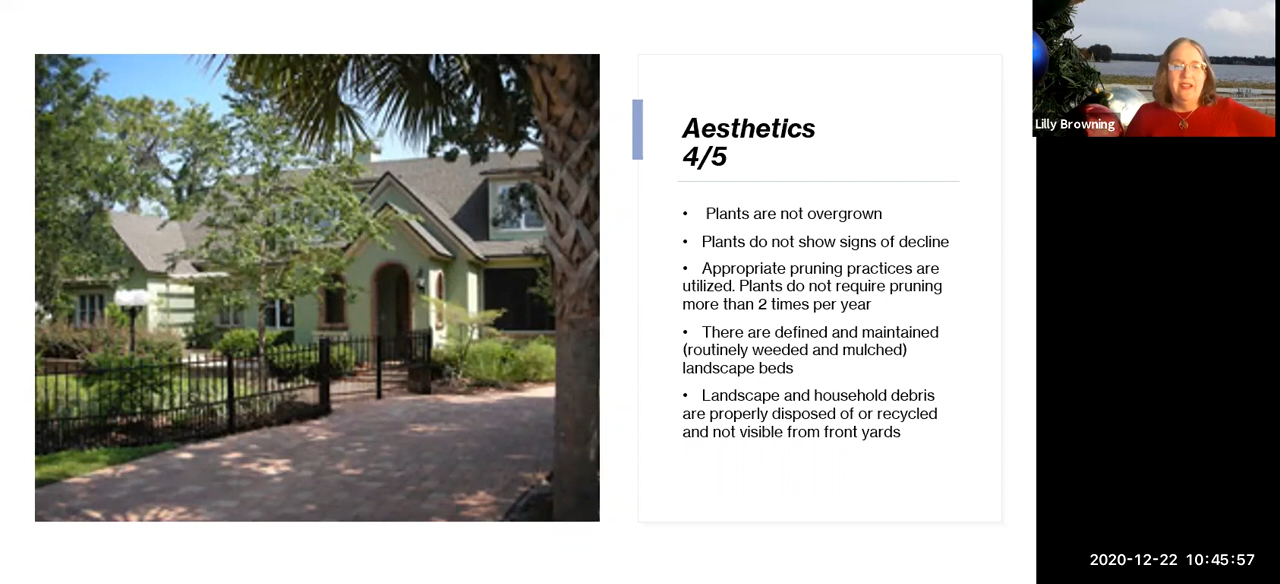 Aesthetics
4/5
• Plants are not overgrown
• Plants do not show signs of decline
• Appropriate pruning practices are
utilized. Plants do not require pruning
more than 2 times per year
• There are defined and maintained
(routinely weeded and mulched)
landscape beds
• Landscape and household debris
are properly disposed of or recycled
and not visible from front yards
Lilly Browning
2020-12-22 10:45:57